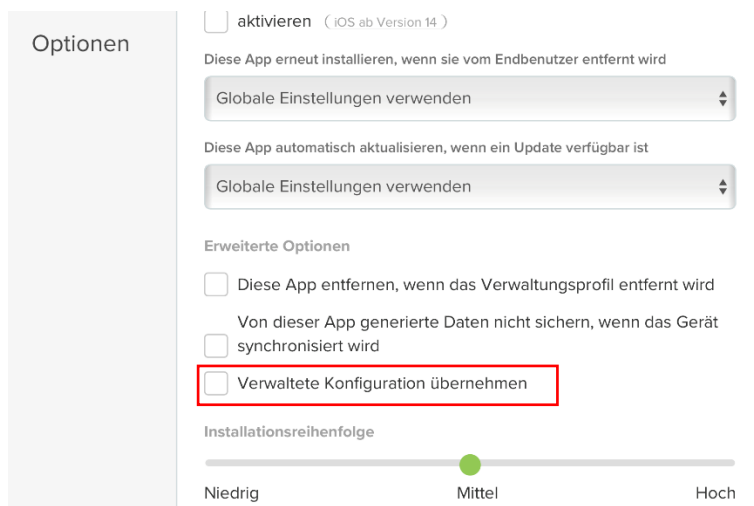 Optionen
aktivieren ( iOS ab Version 14 )
Diese App erneut installieren, wenn sie vom Endbenutzer entfernt wird
Globale Einstellungen verwenden
Diese App automatisch aktualisieren, wenn ein Update verfügbar ist
Globale Einstellungen verwenden
Erweiterte Optionen
Diese App entfernen, wenn das Verwaltungsprofil entfernt wird
Von dieser App generierte Daten nicht sichern, wenn das Gerät
synchronisiert wird
Verwaltete Konfiguration übernehmen
Installationsreihenfolge
Niedrig Mittel Hoch